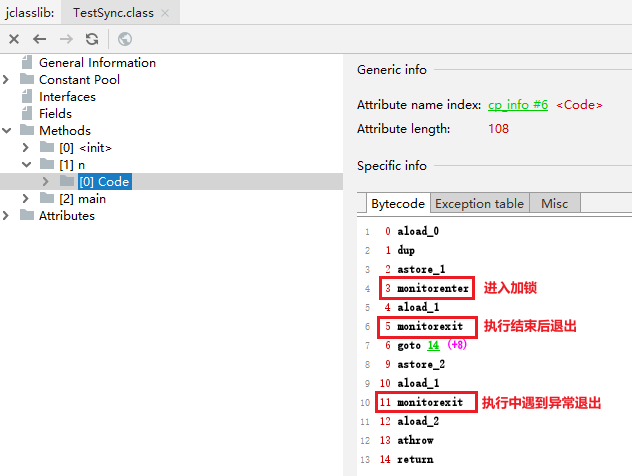 jclasslib:
TestSync.class
General Information
Constant Pool
Interfaces
Fields
Methods
[0] <init>
[1] n
[0] Code
[2] main
Attributes
Generic info
Attribute name index: cp_info #6 <Code>
Attribute length: 108
Specific info
Bytecode Exception table Misc
1 0 aload_0
2 1 dup
3 2 astore_1
4 3 monitorenter 进入加锁
5 4 aload_1
6 5 monitorexit 执行结束后退出
7 6 goto 14 (+8)
8 9 astore_2
9 10 aload_1
10 11 monitorexit 执行中遇到异常退出
11 12 aload_2
12 13 athrow
13 14 return